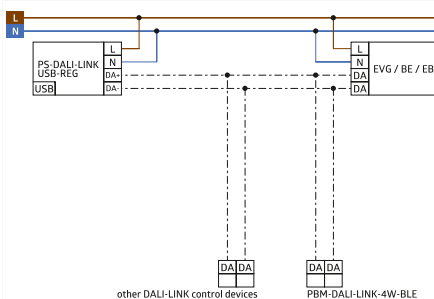 L
N
PS-DALI-LINK
USB-REG
USB
L
N
DA+
DA-
L
N
DA
DA
EVG / BE / EB
DA DA
DA DA
other DALI-LINK control devices
PBM-DALI-LINK-4W-BLE